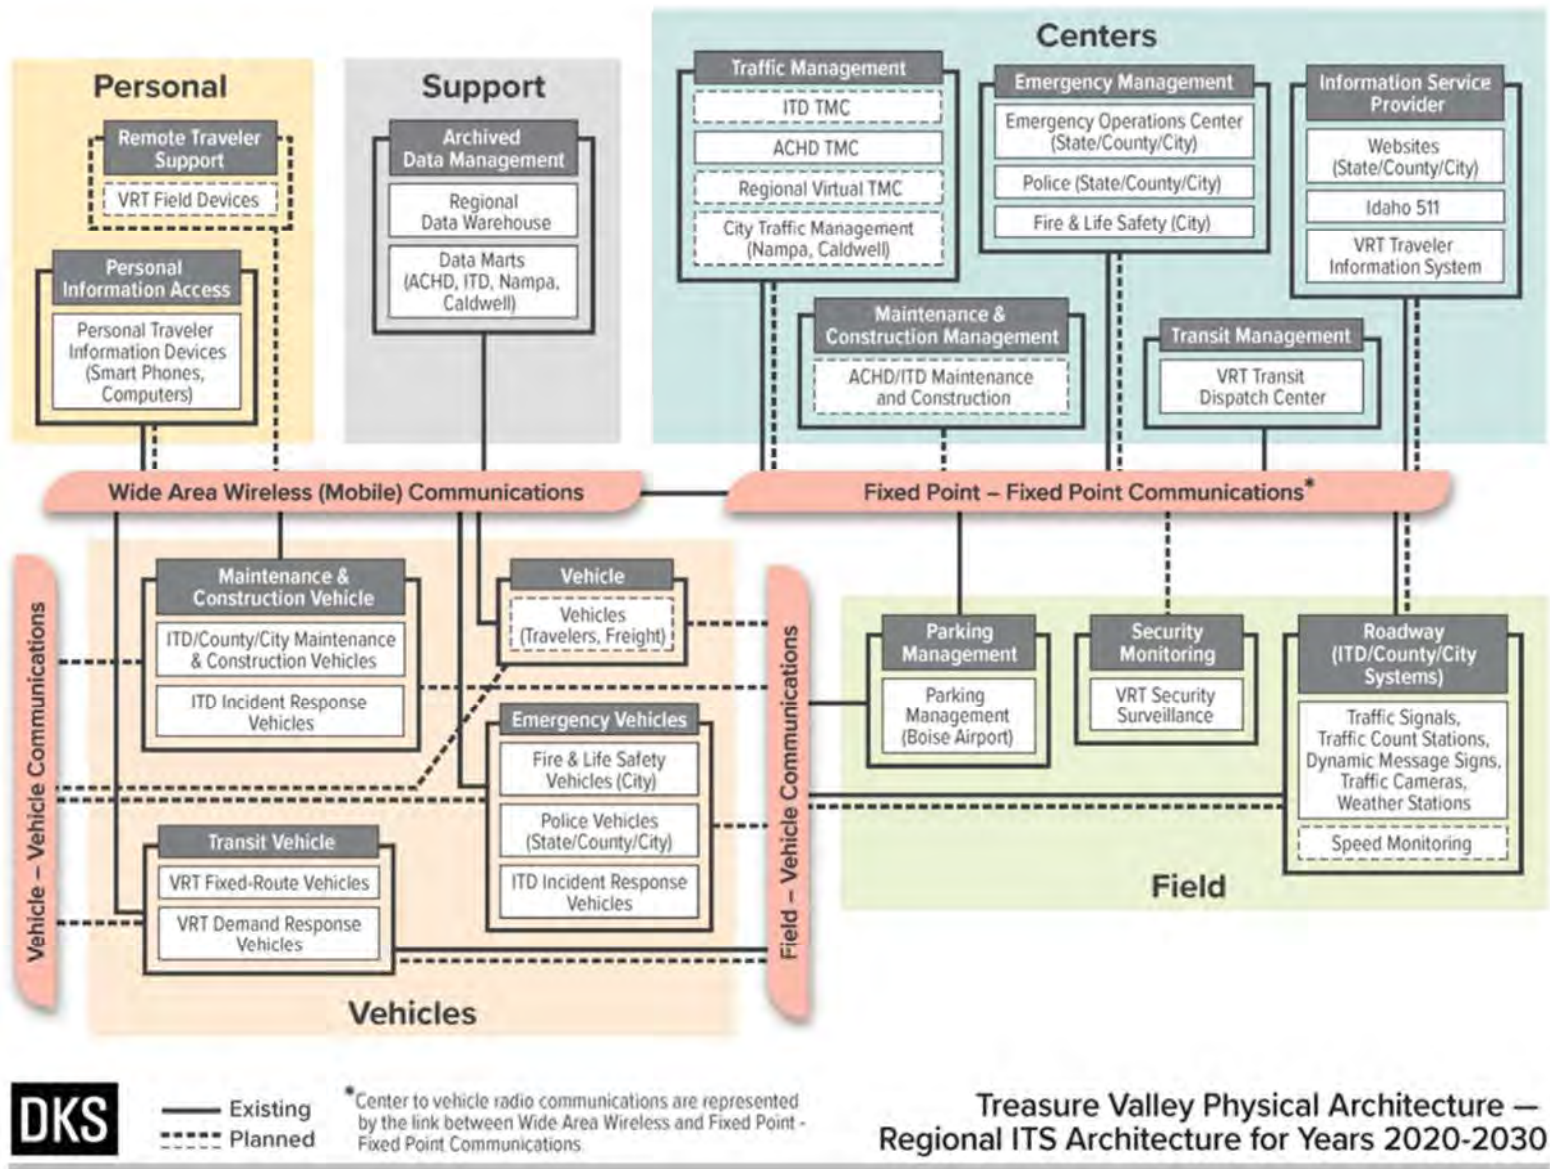 Personal
Remote Traveler
Support
VRT Field Devices
Personal
Information Access
Personal Traveler
Information Devices
(Smart Phones,
Computers)
Support
Archived
Data Management
Regional
Data Warehouse
Data Marts
(ACHD, ITD, Nampa,
Caldwell)
Centers
Traffic Management
ITD TMC
ACHD TMC
Regional Virtual TMC
City Traffic Management
(Nampa, Caldwell)
Emergency Management
Emergency Operations Center
(State/County/City)
Police (State/County/City)
Fire & Life Safety (City)
Information Service
Provider
Websites
(State/County/City)
Idaho 511
VRT Traveler
Information System
Maintenance &
Construction Management
ACHD/ITD Maintenance
and Construction
Transit Management
VRT Transit
Dispatch Center
Wide Area Wireless (Mobile) Communications
Fixed Point – Fixed Point Communications*
Vehicle – Vehicle Communications
Maintenance &
Construction Vehicle
ITD/County/City Maintenance
& Construction Vehicles
ITD Incident Response
Vehicles
Vehicle
Vehicles
(Travelers, Freight)
Emergency Vehicles
Fire & Life Safety
Vehicles (City)
Police Vehicles
(State/County/City)
ITD Incident Response
Vehicles
Transit Vehicle
VRT Fixed-Route Vehicles
VRT Demand Response
Vehicles
Vehicles
Field – Vehicle Communications
Parking
Management
Parking
Management
(Boise Airport)
Security
Monitoring
VRT Security
Surveillance
Roadway
(ITD/County/City
Systems)
Traffic Signals,
Traffic Count Stations,
Dynamic Message Signs,
Traffic Cameras,
Weather Stations
Speed Monitoring
Field
DKS
Existing
Planned
*Center to vehicle radio communications are represented
by the link between Wide Area Wireless and Fixed Point -
Fixed Point Communications
Treasure Valley Physical Architecture —
Regional ITS Architecture for Years 2020-2030